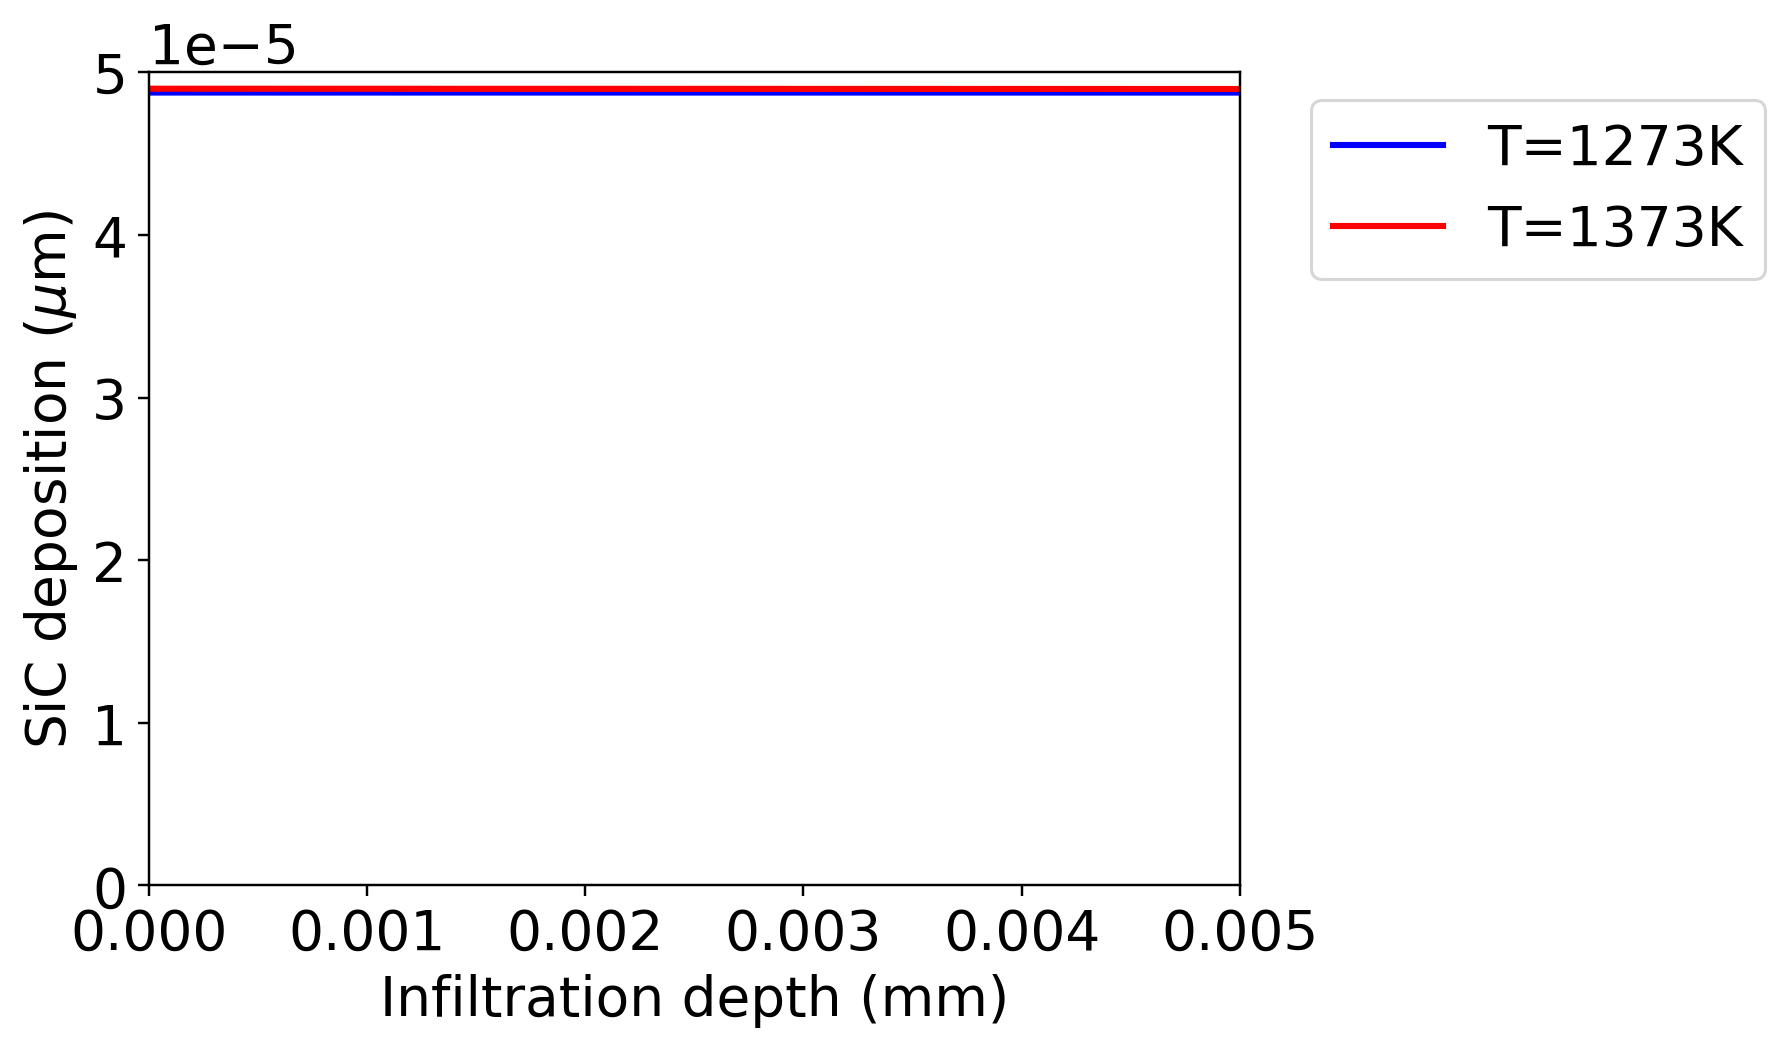 1e−5
5
4
3
2
1
0
SiC deposition (μm)
0.000 0.001 0.002 0.003 0.004 0.005
Infiltration depth (mm)
T=1273K
T=1373K